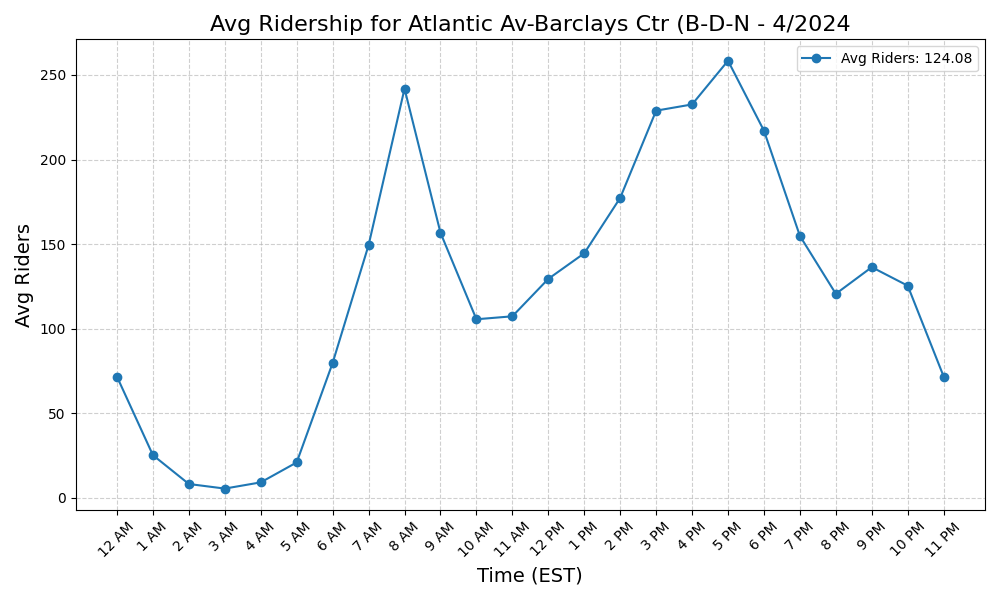 Avg Ridership for Atlantic Av-Barclays Ctr (B-D-N - 4/2024
Avg Riders: 124.08
Avg Riders
250
200
150
100
50
0
12 AM
1 AM
2 AM
3 AM
4 AM
5 AM
6 AM
7 AM
8 AM
9 AM
10 AM
11 AM
12 PM
1 PM
2 PM
3 PM
4 PM
5 PM
6 PM
7 PM
8 PM
9 PM
10 PM
11 PM
Time (EST)